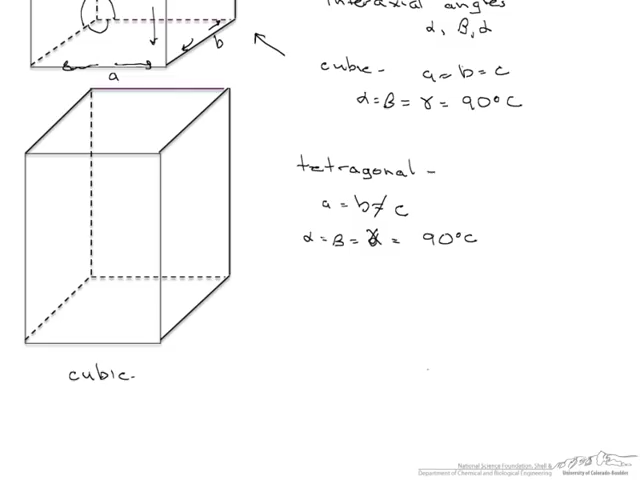 interaxial angles
α, β, α
b
a
cubic- a = b = c
α = β = γ = 90°C
tetragonal -
a = b ≠ c
α = β = γ = 90°C
cubic-
National Science Foundation, Shell &
Department of Chemical and Biological Engineering
University of Colorado Boulder